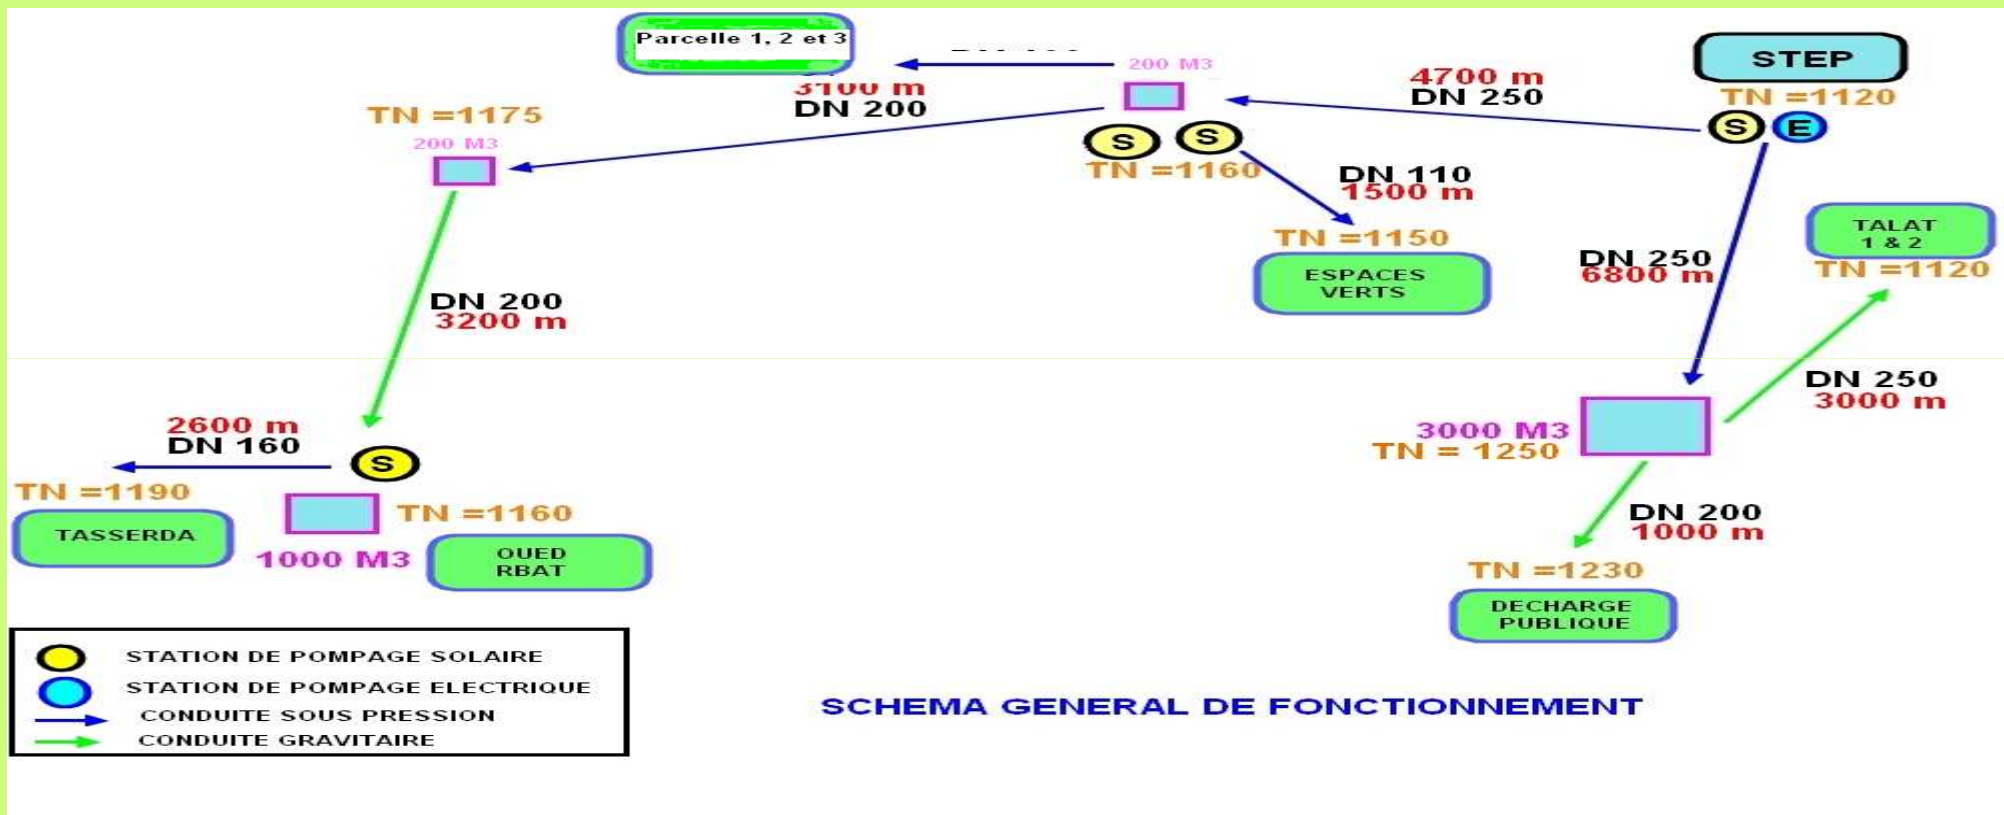 Parcelle 1, 2 et 3
200 M3
3100 m
DN 200
4700 m
DN 250
STEP
TN =1120
S
E
TN =1175
200 M3
S
S
TN =1160
DN 110
1500 m
TN =1150
ESPACES
VERTS
DN 250
6800 m
TALAT
1 & 2
TN =1120
DN 200
3200 m
DN 250
3000 m
2600 m
DN 160
S
3000 M3
TN = 1250
TN =1190
TASSERDA
TN =1160
1000 M3
OUED
RBAT
DN 200
1000 m
TN =1230
DECHARGE
PUBLIQUE
STATION DE POMPAGE SOLAIRE
STATION DE POMPAGE ELECTRIQUE
CONDUITE SOUS PRESSION
CONDUITE GRAVITAIRE
SCHEMA GENERAL DE FONCTIONNEMENT